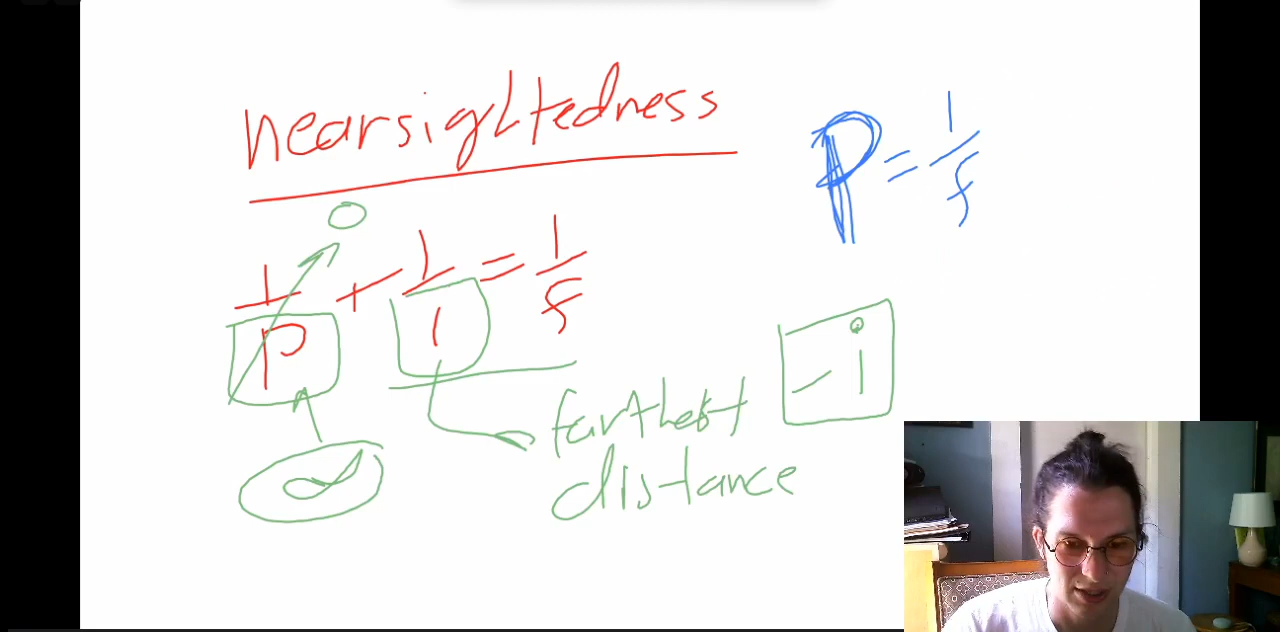 nearsightedness
P = 1/f
0
1/p + 1/i = 1/f
-i
farthest
distance
∞